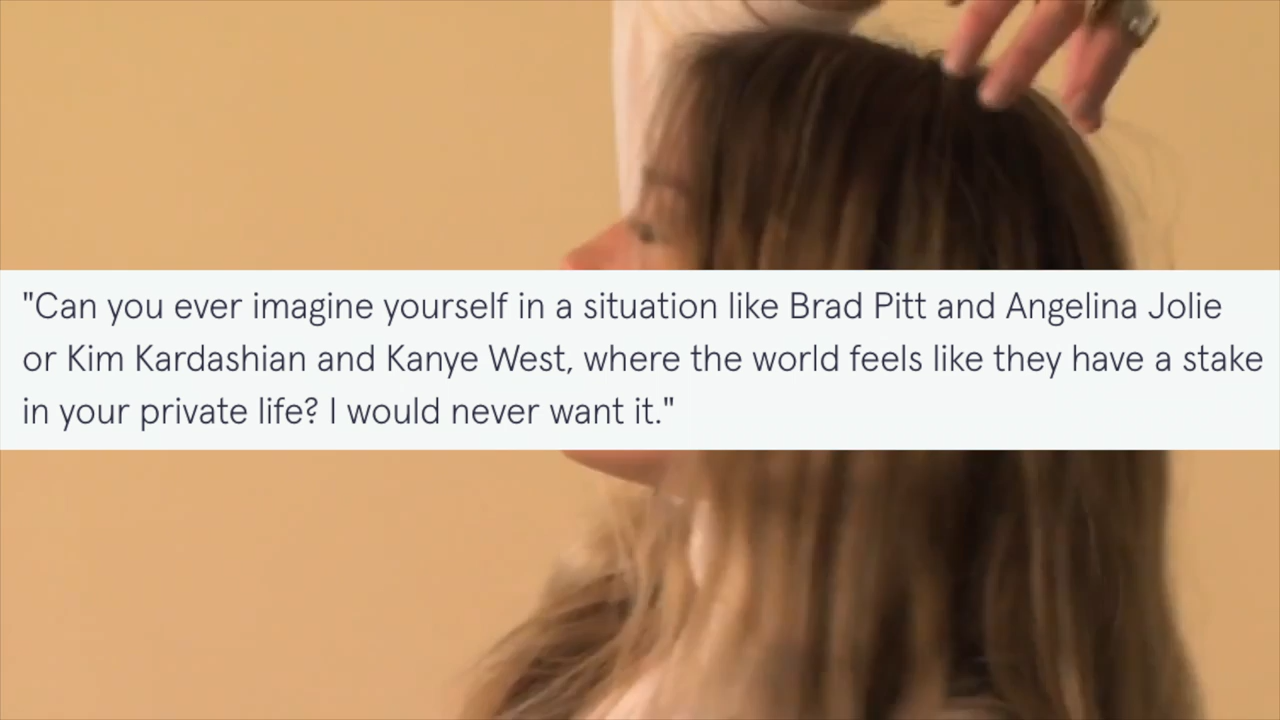 "Can you ever imagine yourself in a situation like Brad Pitt and Angelina Jolie
or Kim Kardashian and Kanye West, where the world feels like they have a stake
in your private life? I would never want it."